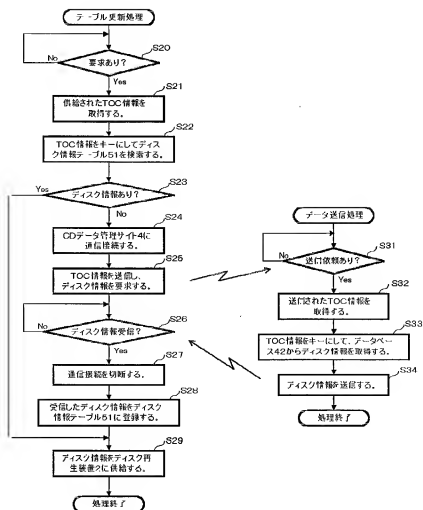 テーブル更新処理
S20
要求あり?
No
Yes
S21
供給されたTOC情報を
取得する。
S22
TOC情報をキーにしてディス
ク情報テーブル51を検索する。
S23
Yes
ディスク情報あり?
No
S24
CDデータ管理サイト4に
通信接続する。
S25
TOC情報を送信し、
ディスク情報を要求する。
S26
No
ディスク情報受信?
Yes
S27
通信接続を切断する。
S28
受信したディスク情報をディスク
情報テーブル51に登録する。
S29
ディスク情報をディスク再
生装置2に供給する。
処理終了
データ送信処理
S31
No
送信依頼あり?
Yes
S32
送信されたTOC情報を
取得する。
S33
TOC情報をキーにして、データベー
ス42からディスク情報を取得する。
S34
ディスク情報を送信する。
処理終了